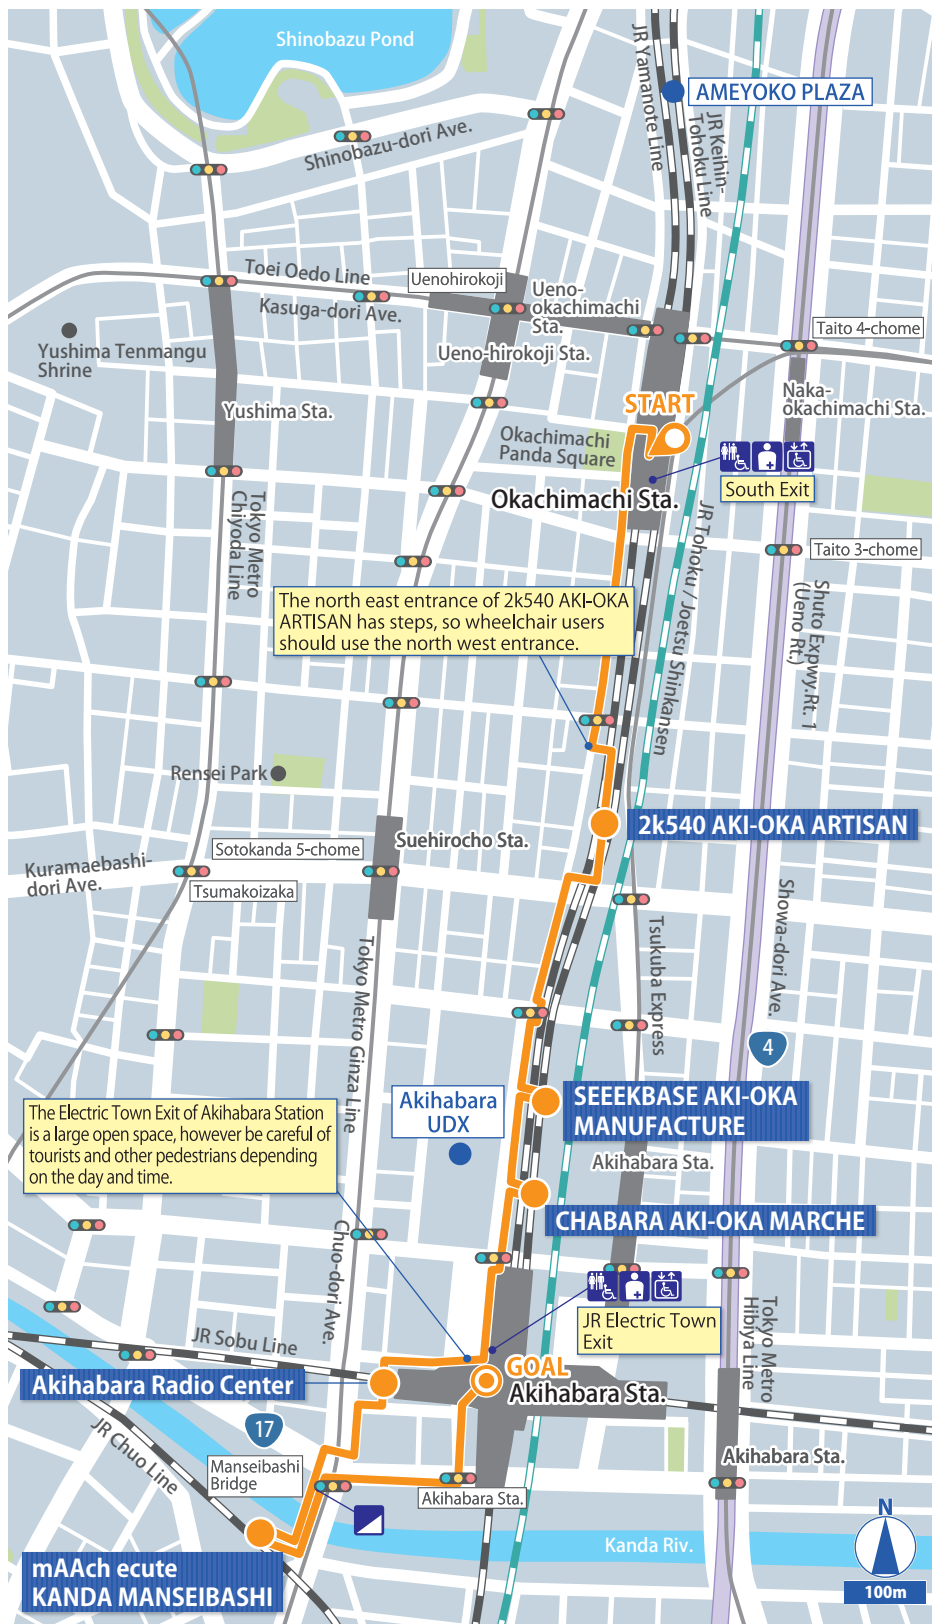 Shinobazu Pond
JR Yamanote Line
AMEYOKO PLAZA
JR Keihin-
Tohoku Line
Shinobazu-dori Ave.
Toei Oedo Line
Uenohirokoji
Kasuga-dori Ave.
Ueno-
okachimachi
Sta.
Taito 4-chome
Yushima Tenmangu
Shrine
Ueno-hirokoji Sta.
Naka-
okachimachi Sta.
Yushima Sta.
START
Okachimachi
Panda Square
South Exit
Okachimachi Sta.
Tokyo Metro
Chiyoda Line
JR Tohoku / Joetsu Shinkansen
Taito 3-chome
Shuto Expwy.Rt. 1
(Ueno Rt.)
The north east entrance of 2k540 AKI-OKA
ARTISAN has steps, so wheelchair users
should use the north west entrance.
Rensei Park
2k540 AKI-OKA ARTISAN
Suehirocho Sta.
Sotokanda 5-chome
Kuramaebashi-
dori Ave.
Tsumakoizaka
Showa-dori Ave.
Tsukuba Express
Tokyo Metro Ginza Line
4
SEEEKBASE AKI-OKA
MANUFACTURE
Akihabara
UDX
The Electric Town Exit of Akihabara Station
is a large open space, however be careful of
tourists and other pedestrians depending
on the day and time.
Akihabara Sta.
CHABARA AKI-OKA MARCHE
Chuo-dori Ave.
JR Electric Town
Exit
Tokyo Metro
Hibiya Line
JR Sobu Line
GOAL
Akihabara Sta.
Akihabara Radio Center
17
JR Chuo Line
Manseibashi
Bridge
Akihabara Sta.
Akihabara Sta.
Kanda Riv.
mAAch ecute
KANDA MANSEIBASHI
N
100m